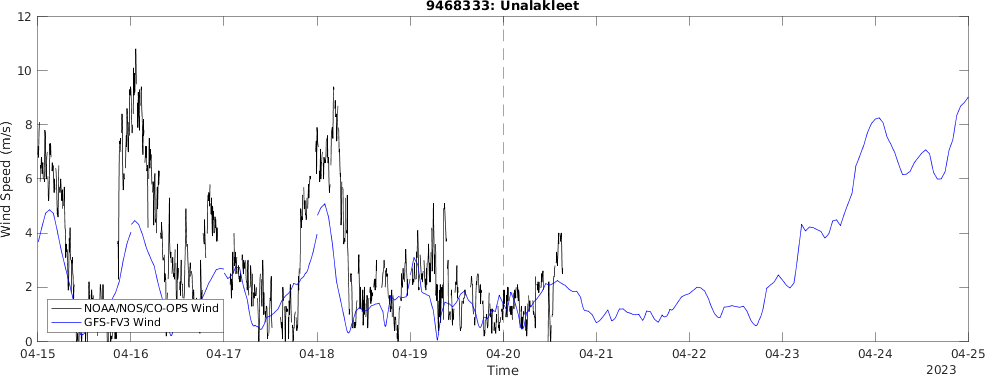 9468333: Unalakleet
12
10
8
6
4
2
0
Wind Speed (m/s)
NOAA/NOS/CO-OPS Wind
GFS-FV3 Wind
04-15 04-16 04-17 04-18 04-19 04-20 04-21 04-22 04-23 04-24 04-25
Time
2023